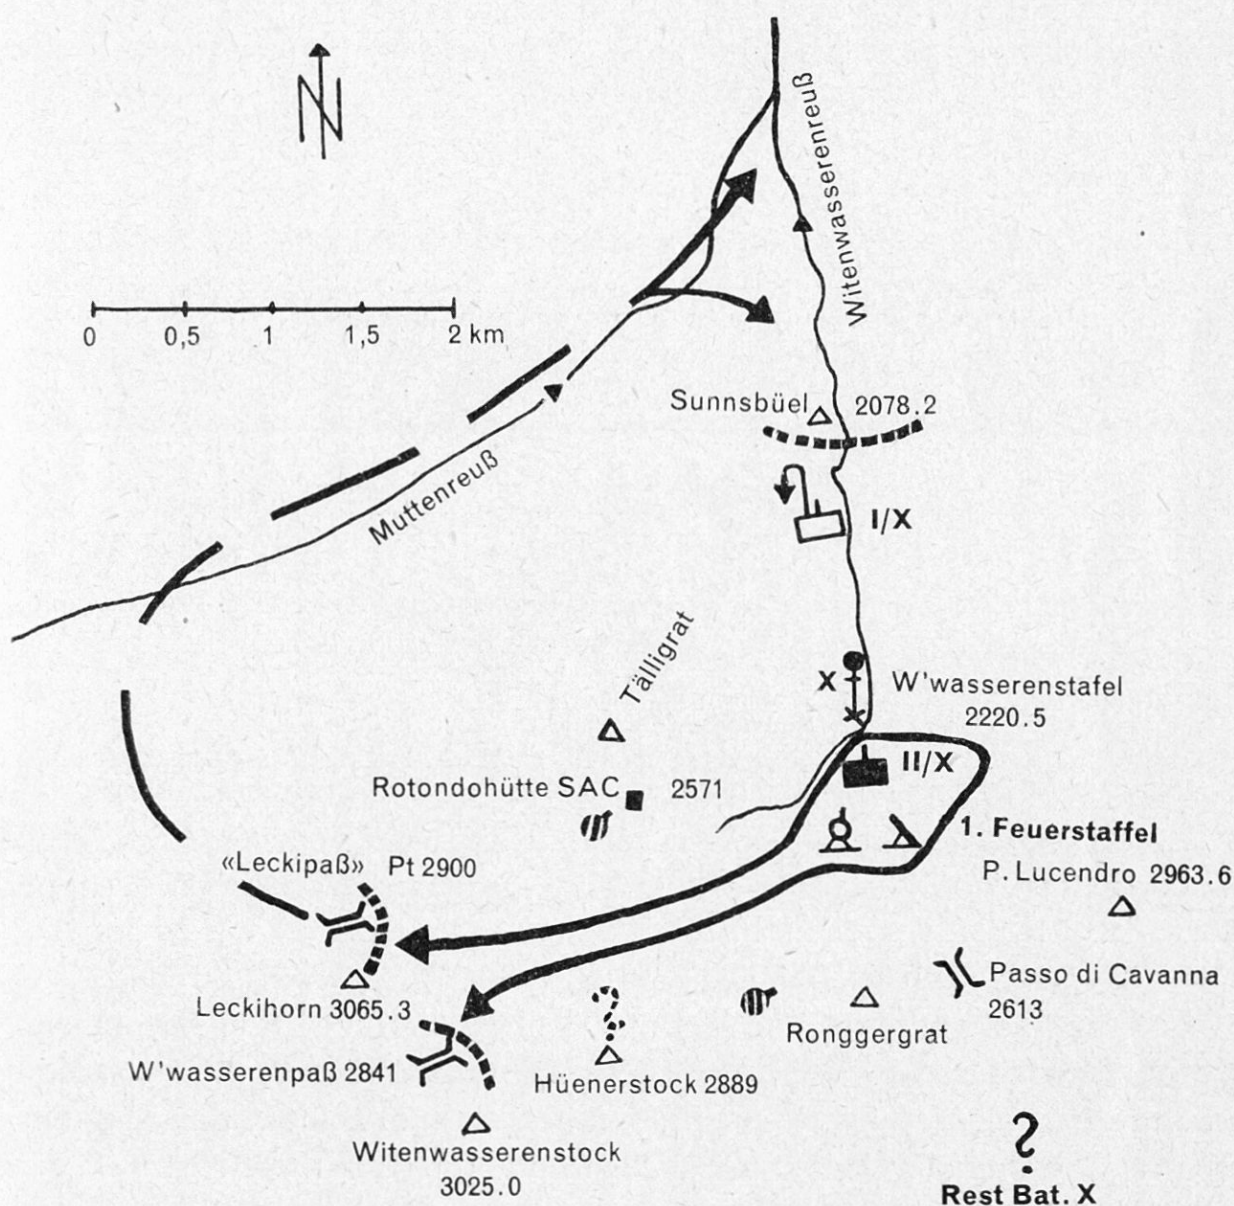 N
Witenwasserenreuß
0 0,5 1 1,5 2 km
Sunnsbüel 2078.2
Muttenreuß
I/X
Tälligrat
X
W'wasserenstafel
2220.5
II/X
Rotondohütte SAC 2571
1. Feuerstaffel
«Leckipaß» Pt 2900
P. Lucendro 2963.6
Passo di Cavanna
2613
Leckihorn 3065.3
Ronggergrat
W'wasserenpaß 2841
Hüenerstock 2889
Witenwasserenstock
3025.0
?
Rest Bat. X